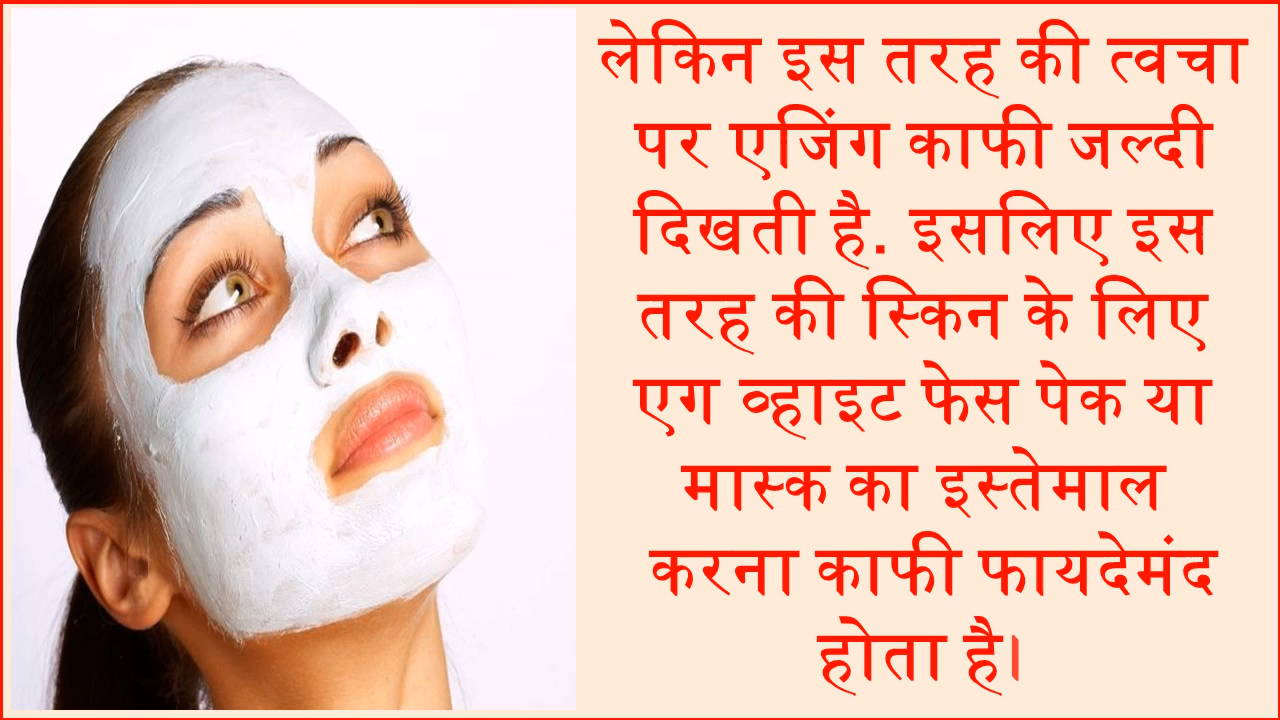 लेकिन इस तरह की त्वचा
पर एजिंग काफी जल्दी
दिखती है. इसलिए इस
तरह की स्किन के लिए
एग व्हाइट फेस पेक या
मास्क का इस्तेमाल
करना काफी फायदेमंद
होता है।